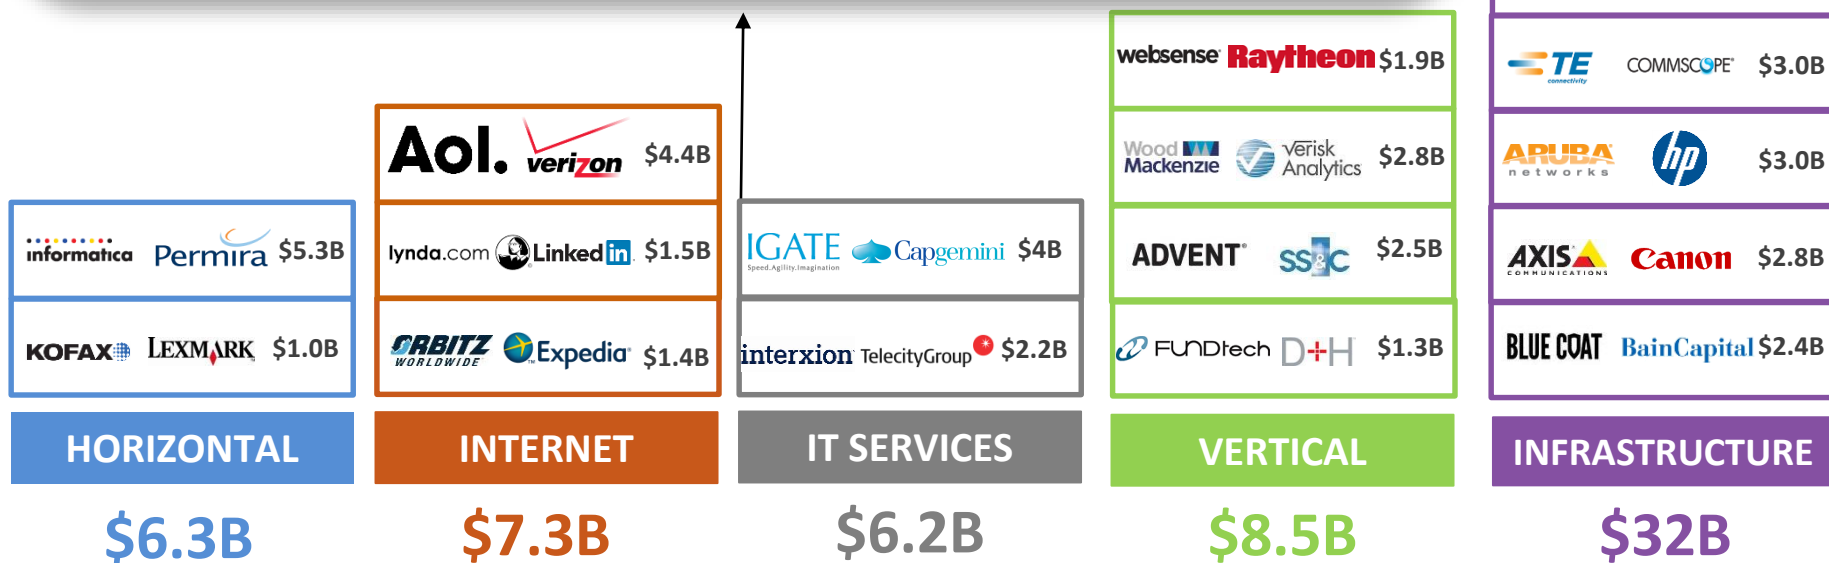 websense Raytheon $1.9B
TE connectivity COMMSCOPE $3.0B
Aol. verizon $4.4B
Wood Mackenzie Verisk Analytics $2.8B
ARUBA networks hp $3.0B
informatica Permira $5.3B
lynda.com Linked in $1.5B
IGATE Speed.Agility.Imagination Capgemini $4B
ADVENT SS&C $2.5B
AXIS COMMUNICATIONS Canon $2.8B
KOFAX LEXMARK $1.0B
ORBITZ WORLDWIDE Expedia $1.4B
interxion TelecityGroup $2.2B
FUNDtech D+H $1.3B
BLUE COAT BainCapital $2.4B
HORIZONTAL INTERNET IT SERVICES VERTICAL INFRASTRUCTURE
$6.3B $7.3B $6.2B $8.5B $32B